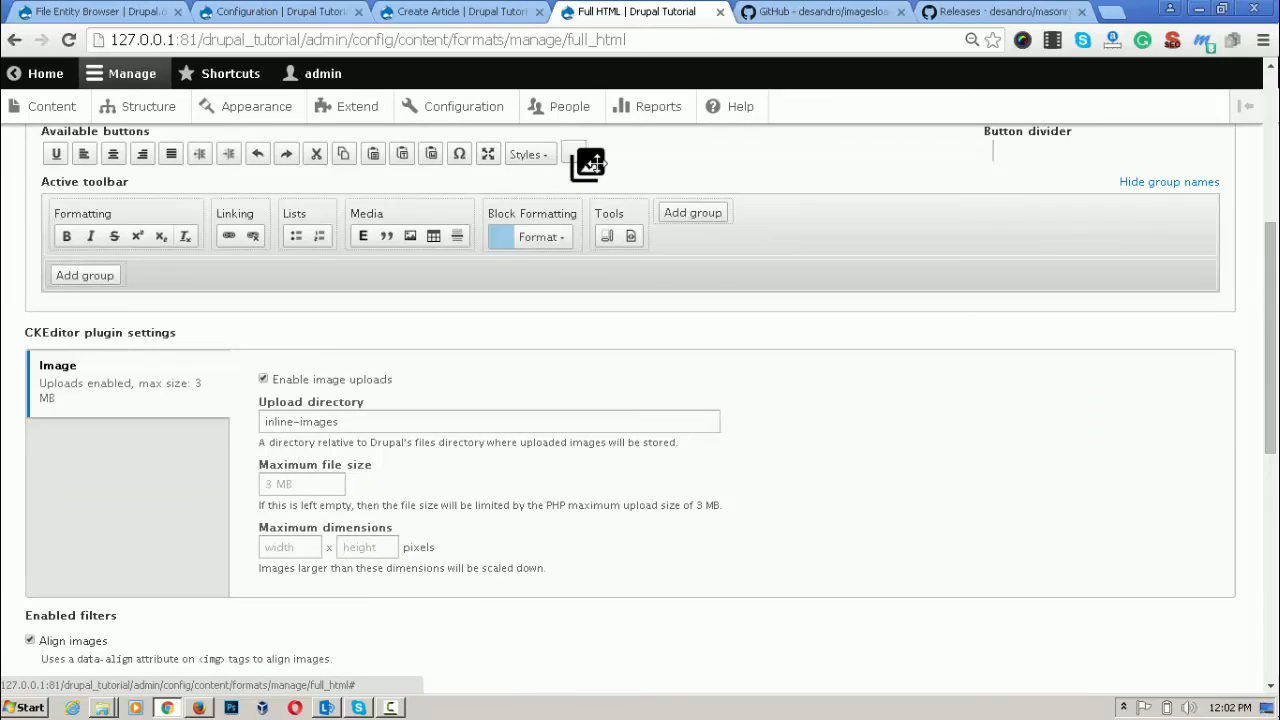 File Entity Browser | Drupal.o
Configuration | Drupal Tutori
Create Article | Drupal Tutor
Full HTML | Drupal Tutorial
GitHub - desandro/imageslo
Releases · desandro/masonr
127.0.0.1:81/drupal_tutorial/admin/config/content/formats/manage/full_html
Home Manage Shortcuts admin
Content Structure Appearance Extend Configuration People Reports Help
Available buttons
Button divider
Styles
Active toolbar
Hide group names
Formatting Linking Lists Media Block Formatting Tools Add group
B I S x² x₂ Ix E Format
Add group
CKEditor plugin settings
Image
Uploads enabled, max size: 3
MB
Enable image uploads
Upload directory
inline-images
A directory relative to Drupal's files directory where uploaded images will be stored.
Maximum file size
3 MB
If this is left empty, then the file size will be limited by the PHP maximum upload size of 3 MB.
Maximum dimensions
width x height pixels
Images larger than these dimensions will be scaled down.
Enabled filters
Align images
Uses a data-align attribute on <img> tags to align images.
127.0.0.1:81/drupal_tutorial/admin/config/content/formats/manage/full_html#
Start
12:02 PM